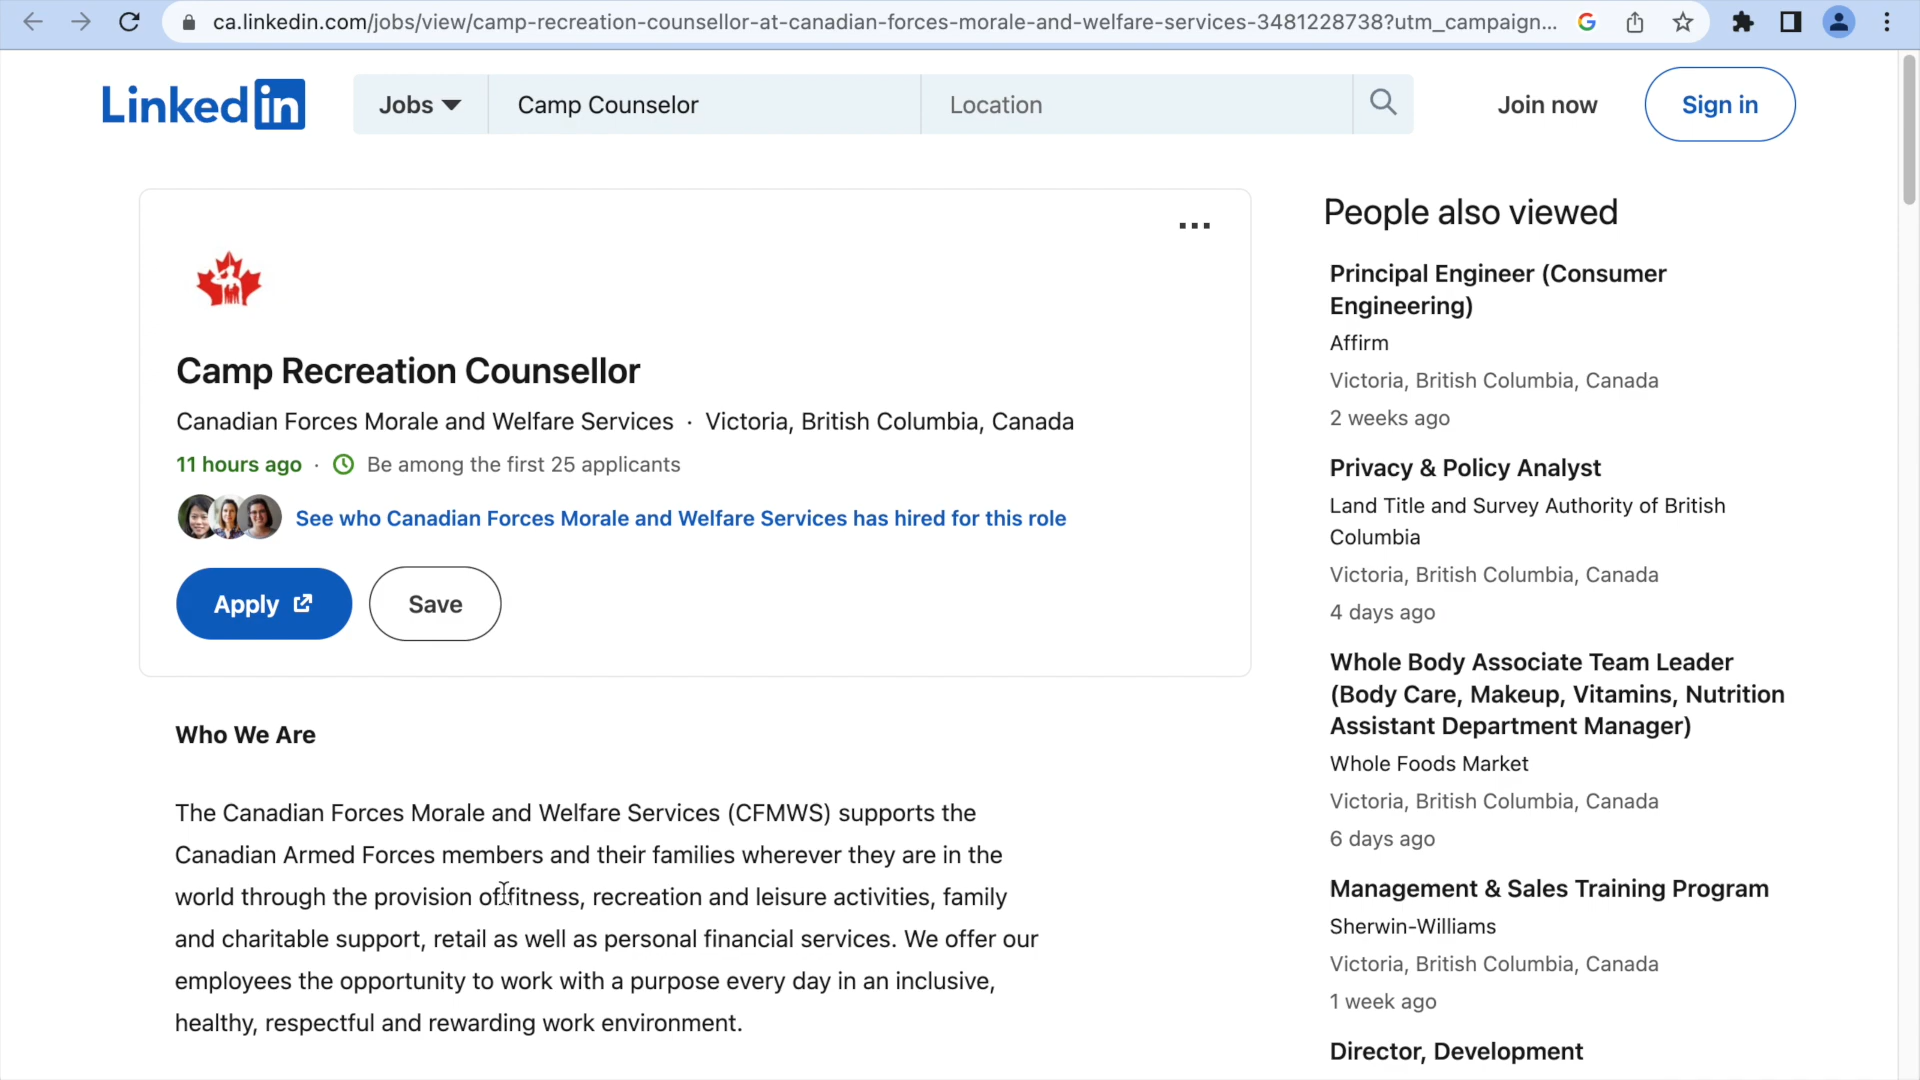 ca.linkedin.com/jobs/view/camp-recreation-counsellor-at-canadian-forces-morale-and-welfare-services-3481228738?utm_campaign...
Linkedin
Jobs
Camp Counselor
Location
Join now
Sign in
Camp Recreation Counsellor
Canadian Forces Morale and Welfare Services · Victoria, British Columbia, Canada
11 hours ago · Be among the first 25 applicants
See who Canadian Forces Morale and Welfare Services has hired for this role
Apply
Save
Who We Are
The Canadian Forces Morale and Welfare Services (CFMWS) supports the
Canadian Armed Forces members and their families wherever they are in the
world through the provision of fitness, recreation and leisure activities, family
and charitable support, retail as well as personal financial services. We offer our
employees the opportunity to work with a purpose every day in an inclusive,
healthy, respectful and rewarding work environment.
People also viewed
Principal Engineer (Consumer
Engineering)
Affirm
Victoria, British Columbia, Canada
2 weeks ago
Privacy & Policy Analyst
Land Title and Survey Authority of British
Columbia
Victoria, British Columbia, Canada
4 days ago
Whole Body Associate Team Leader
(Body Care, Makeup, Vitamins, Nutrition
Assistant Department Manager)
Whole Foods Market
Victoria, British Columbia, Canada
6 days ago
Management & Sales Training Program
Sherwin-Williams
Victoria, British Columbia, Canada
1 week ago
Director, Development